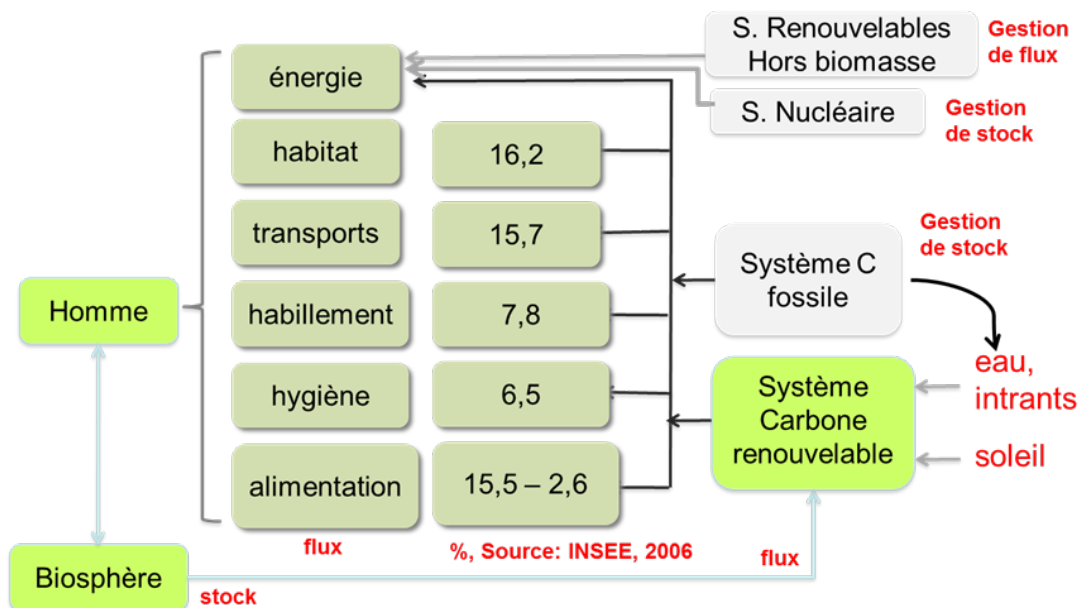 S. Renouvelables
Hors biomasse
Gestion
de flux
énergie
S. Nucléaire
Gestion
de stock
habitat
16,2
transports
15,7
Gestion
de stock
Système C
fossile
Homme
habillement
7,8
eau,
intrants
hygiène
6,5
Système
Carbone
renouvelable
soleil
alimentation
15,5 – 2,6
flux
%, Source: INSEE, 2006
flux
Biosphère
stock